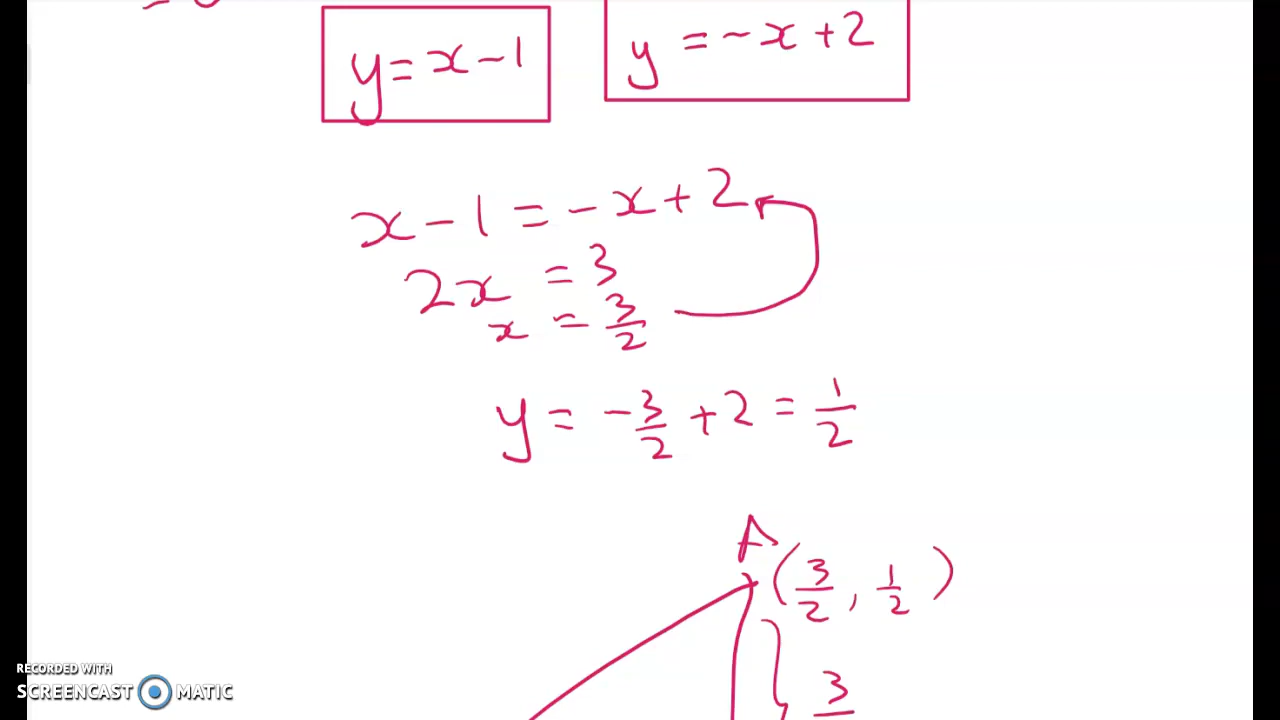 = 0
y = x - 1
y = -x + 2
x - 1 = -x + 2
2x = 3
x = 3/2
y = -3/2 + 2 = 1/2
A
(3/2, 1/2)
3
RECORDED WITH
SCREENCAST MATIC